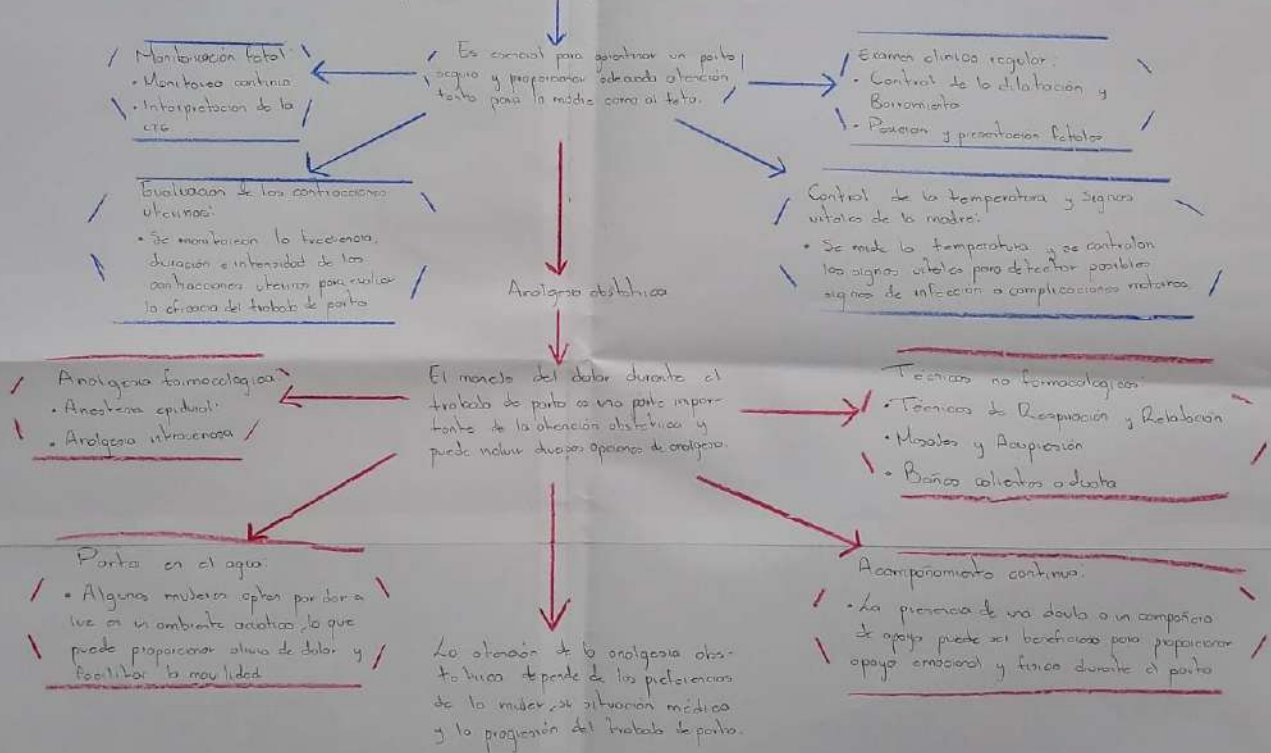 Monitorización fetal:
• Monitoreo continuo
• Interpretación de la
CTG
Es esencial para garantizar un parto
seguro y proporcionar adecuada atención
tanto para la madre como al feto.
Examen clinico regular:
• Control de la dilatación y
Borramiento
• Posición y presentación fetales
Evaluación de las contracciones
uterinas:
• Se monitorean la frecuencia,
duración e intensidad de las
contracciones uterinas para evaluar
la eficacia del trabajo de parto
Control de la temperatura y signos
vitales de la madre:
• Se mide la temperatura y se controlan
los signos vitales para detectar posibles
signos de infección o complicaciones maternas.
Analgesia obstétrica
Analgesia farmacologica:
• Anestesia epidural.
• Analgesia intravenosa
El manejo del dolor durante el
trabajo de parto es una parte impor-
tante de la atención obstétrica y
puede incluir diversas opciones de analgesia.
Técnicas no farmacologicas:
• Técnicas de Respiración y Relajación
• Masajes y Acupresión
• Baños calientes o ducha
Parto en el agua.
• Algunas mujeres optan por dar a
luz en un ambiente acuático, lo que
puede proporcionar alivio de dolor y
facilitar la movilidad
Acompañamiento continuo.
• La presencia de una doula o un compañero
de apoyo puede ser beneficioso para proporcionar
apoyo emocional y físico durante el parto
La atención de la analgesia obs-
tetrica depende de las preferencias
de la mujer, su situación médica
y la progresión del trabajo de parto.